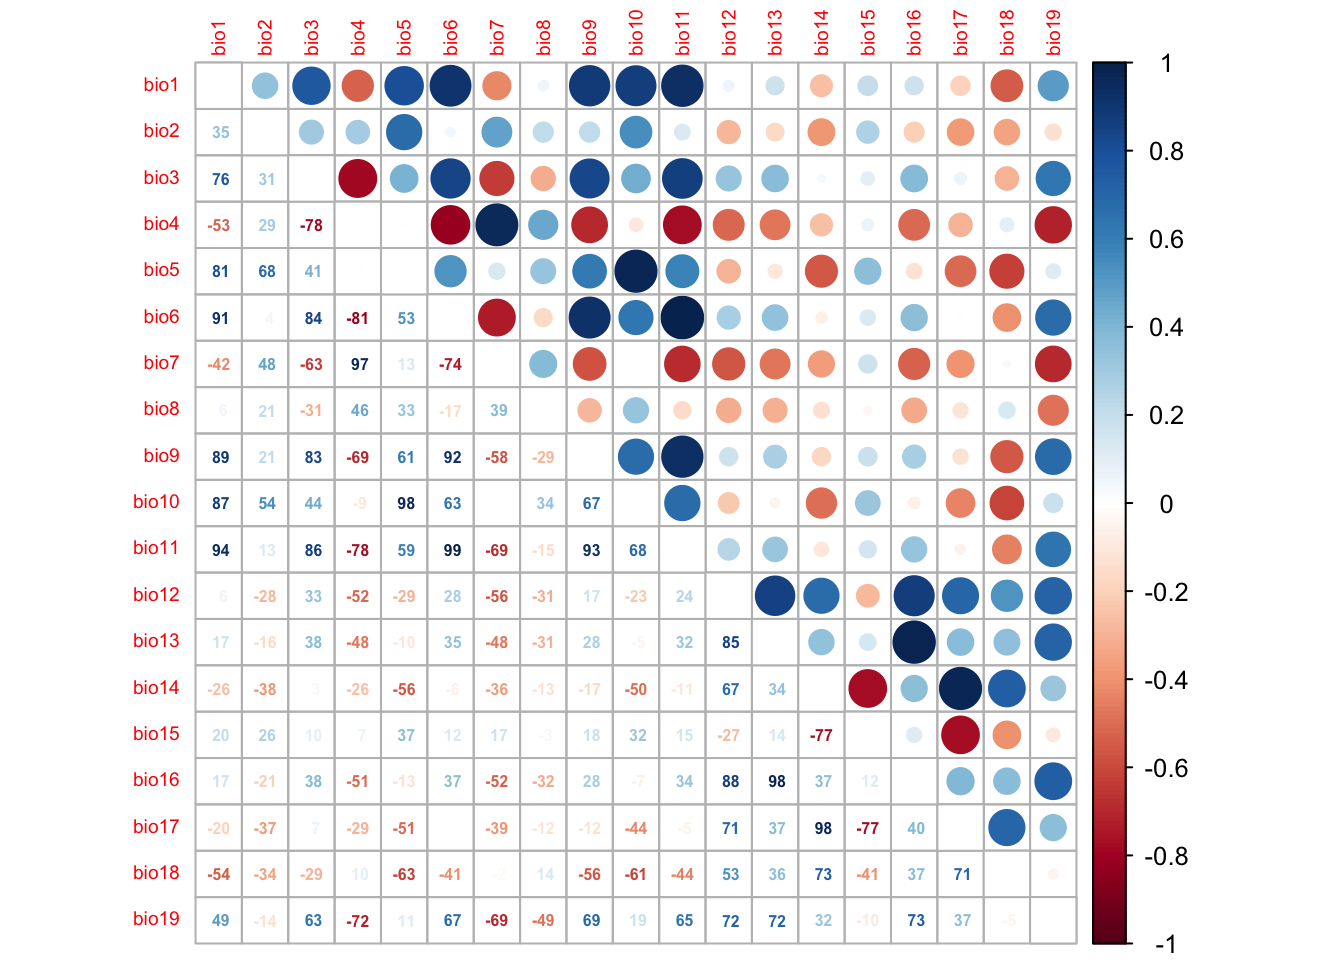 bio1 bio2 bio3 bio4 bio5 bio6 bio7 bio8 bio9 bio10 bio11 bio12 bio13 bio14 bio15 bio16 bio17 bio18 bio19
bio1
bio2 35
bio3 76 31
bio4 -53 29 -78
bio5 81 68 41
bio6 91 4 84 -81 53
bio7 -42 48 -63 97 13 -74
bio8 6 21 -31 46 33 -17 39
bio9 89 21 83 -69 61 92 -58 -29
bio10 87 54 44 -9 98 63 34 67
bio11 94 13 86 -78 59 99 -69 -15 93 68
bio12 6 -28 33 -52 -29 28 -56 -31 17 -23 24
bio13 17 -16 38 -48 -10 35 -48 -31 28 -5 32 85
bio14 -26 -38 3 -26 -56 -6 -36 -13 -17 -50 -11 67 34
bio15 20 26 10 7 37 12 17 -3 18 32 15 -27 14 -77
bio16 17 -21 38 -51 -13 37 -52 -32 28 -7 34 88 98 37 12
bio17 -20 -37 7 -29 -51 -39 -12 -12 -44 -5 71 37 98 -77 40
bio18 -54 -34 -29 10 -63 -41 -2 14 -56 -61 -44 53 36 73 -41 37 71
bio19 49 -14 63 -72 11 67 -69 -49 69 19 65 72 72 32 -10 73 37 -5
1
0.8
0.6
0.4
0.2
0
-0.2
-0.4
-0.6
-0.8
-1